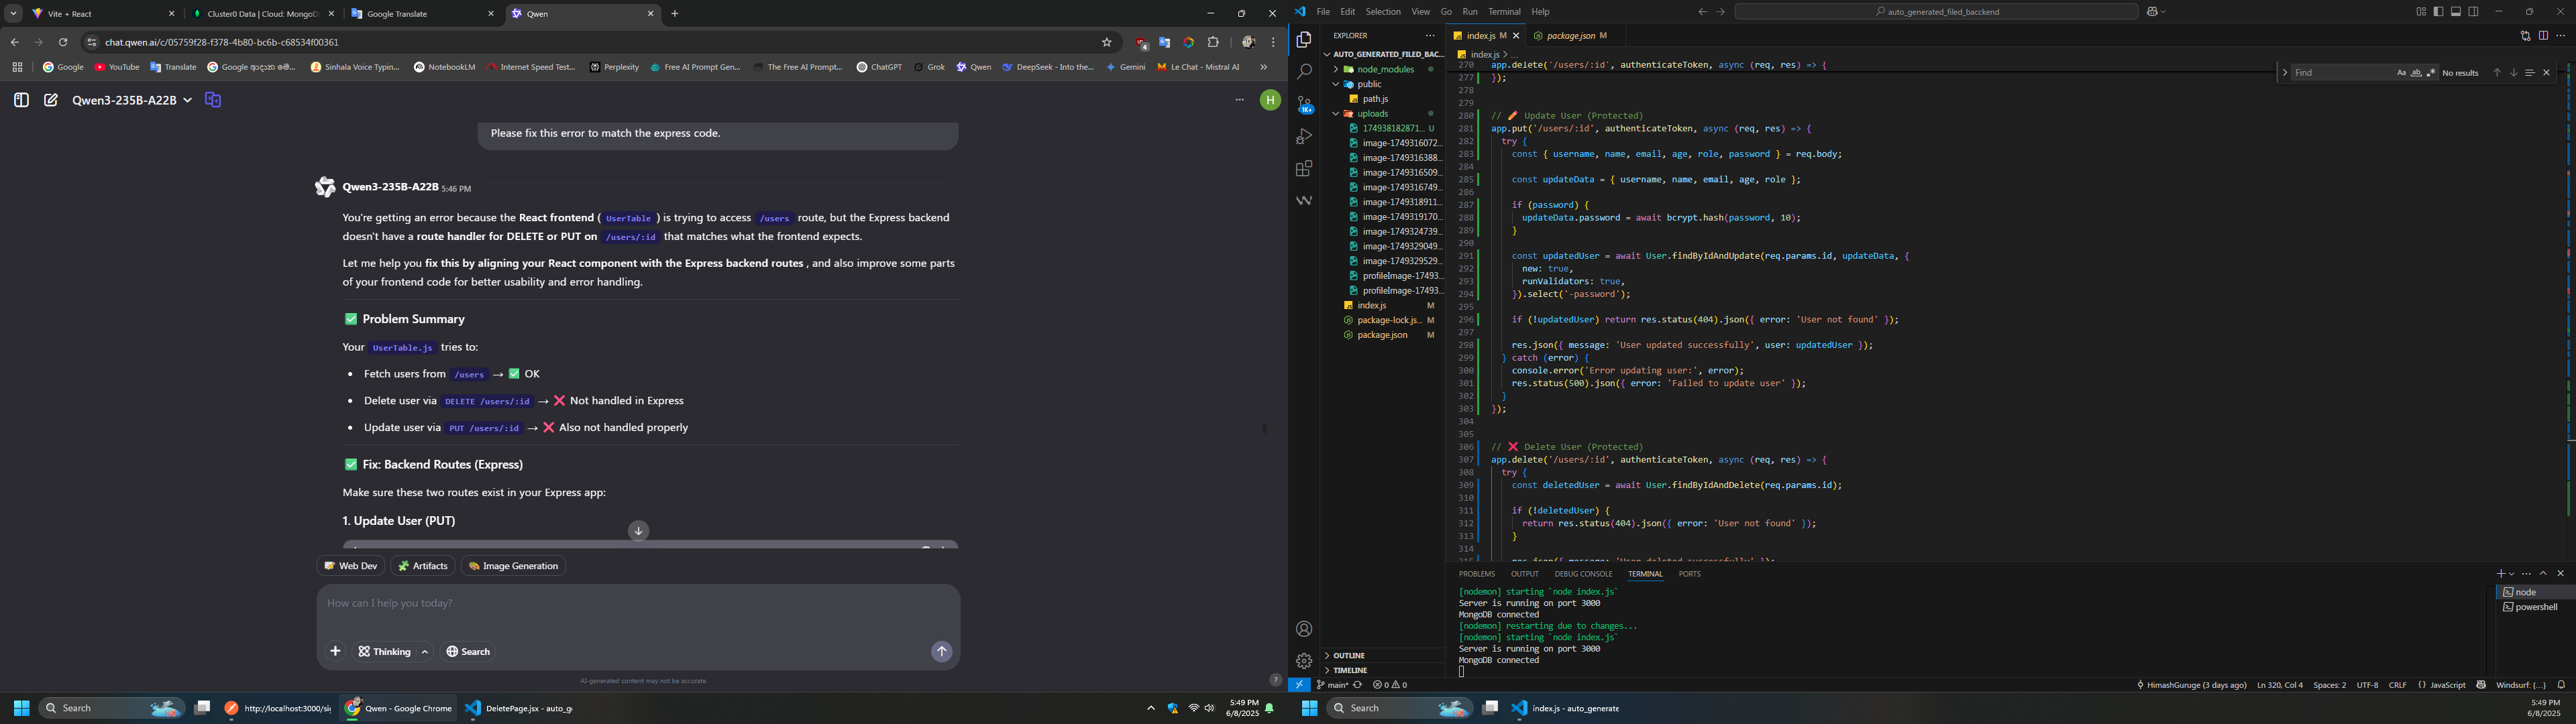 Vite + React
Cluster0 Data | Cloud: MongoD
Google Translate
Qwen
chat.qwen.ai/c/05759f28-f378-4b80-bc6b-c68534f00361
Google
YouTube
Translate
NotebookLM
Internet Speed Test...
Perplexity
Free AI Prompt Gen...
The Free AI Prompt...
ChatGPT
Grok
Qwen
DeepSeek - Into the...
Gemini
Le Chat - Mistral AI
Sinhala Voice Typin...
Qwen3-235B-A22B
H
Please fix this error to match the express code.
Qwen3-235B-A22B 5:46 PM
You're getting an error because the React frontend ( UserTable ) is trying to access /users route, but the Express backend
doesn't have a route handler for DELETE or PUT on /users/:id that matches what the frontend expects.
Let me help you fix this by aligning your React component with the Express backend routes , and also improve some parts
of your frontend code for better usability and error handling.
✅ Problem Summary
Your UserTable.js tries to:
• Fetch users from /users → ✅ OK
• Delete user via DELETE /users/:id → ❌ Not handled in Express
• Update user via PUT /users/:id → ❌ Also not handled properly
✅ Fix: Backend Routes (Express)
Make sure these two routes exist in your Express app:
1. Update User (PUT)
Web Dev
Artifacts
Image Generation
How can I help you today?
Thinking
Search
AI-generated content may not be accurate.
Search
http://localhost:3000/si
Qwen - Google Chrome
DeletePage.jsx - auto_g
5:49 PM
6/8/2025
File Edit Selection View Go Run Terminal Help
auto_generated_filed_bacckend
EXPLORER
AUTO_GENERATED_FILED_BAC...
node_modules
public
path.js
uploads
174938182871... U
image-1749316072...
image-1749316388...
image-1749316509...
image-1749316749...
image-1749318911...
image-1749319170...
image-1749324739...
image-1749329049...
image-1749329529...
profileImage-17493...
profileImage-17493...
index.js M
package-lock.js... M
package.json M
OUTLINE
TIMELINE
1K+
index.js M
package.json M
index.js > ...
Find
Aa
ab
No results
270 app.delete('/users/:id', authenticateToken, async (req, res) => {
277 });
278
279
280 // ✏️ Update User (Protected)
281 app.put('/users/:id', authenticateToken, async (req, res) => {
282 try {
283 const { username, name, email, age, role, password } = req.body;
284
285 const updateData = { username, name, email, age, role };
286
287 if (password) {
288 updateData.password = await bcrypt.hash(password, 10);
289 }
290
291 const updatedUser = await User.findByIdAndUpdate(req.params.id, updateData, {
292 new: true,
293 runValidators: true,
294 }).select('-password');
295
296 if (!updatedUser) return res.status(404).json({ error: 'User not found' });
297
298 res.json({ message: 'User updated successfully', user: updatedUser });
299 } catch (error) {
300 console.error('Error updating user:', error);
301 res.status(500).json({ error: 'Failed to update user' });
302 }
303 });
304
305
306 // ❌ Delete User (Protected)
307 app.delete('/users/:id', authenticateToken, async (req, res) => {
308 try {
309 const deletedUser = await User.findByIdAndDelete(req.params.id);
310
311 if (!deletedUser) {
312 return res.status(404).json({ error: 'User not found' });
313 }
314
315 res.json({ message: 'User deleted successfully' });
PROBLEMS OUTPUT DEBUG CONSOLE TERMINAL PORTS
[nodemon] starting `node index.js`
Server is running on port 3000
MongoDB connected
[nodemon] restarting due to changes...
[nodemon] starting `node index.js`
Server is running on port 3000
MongoDB connected
node
powershell
main*
0 0
HimashGuruge (3 days ago)
Ln 320, Col 4
Spaces: 2
UTF-8
CRLF
{} JavaScript
Windsurf: {...}
Search
index.js - auto_generate
5:49 PM
6/8/2025